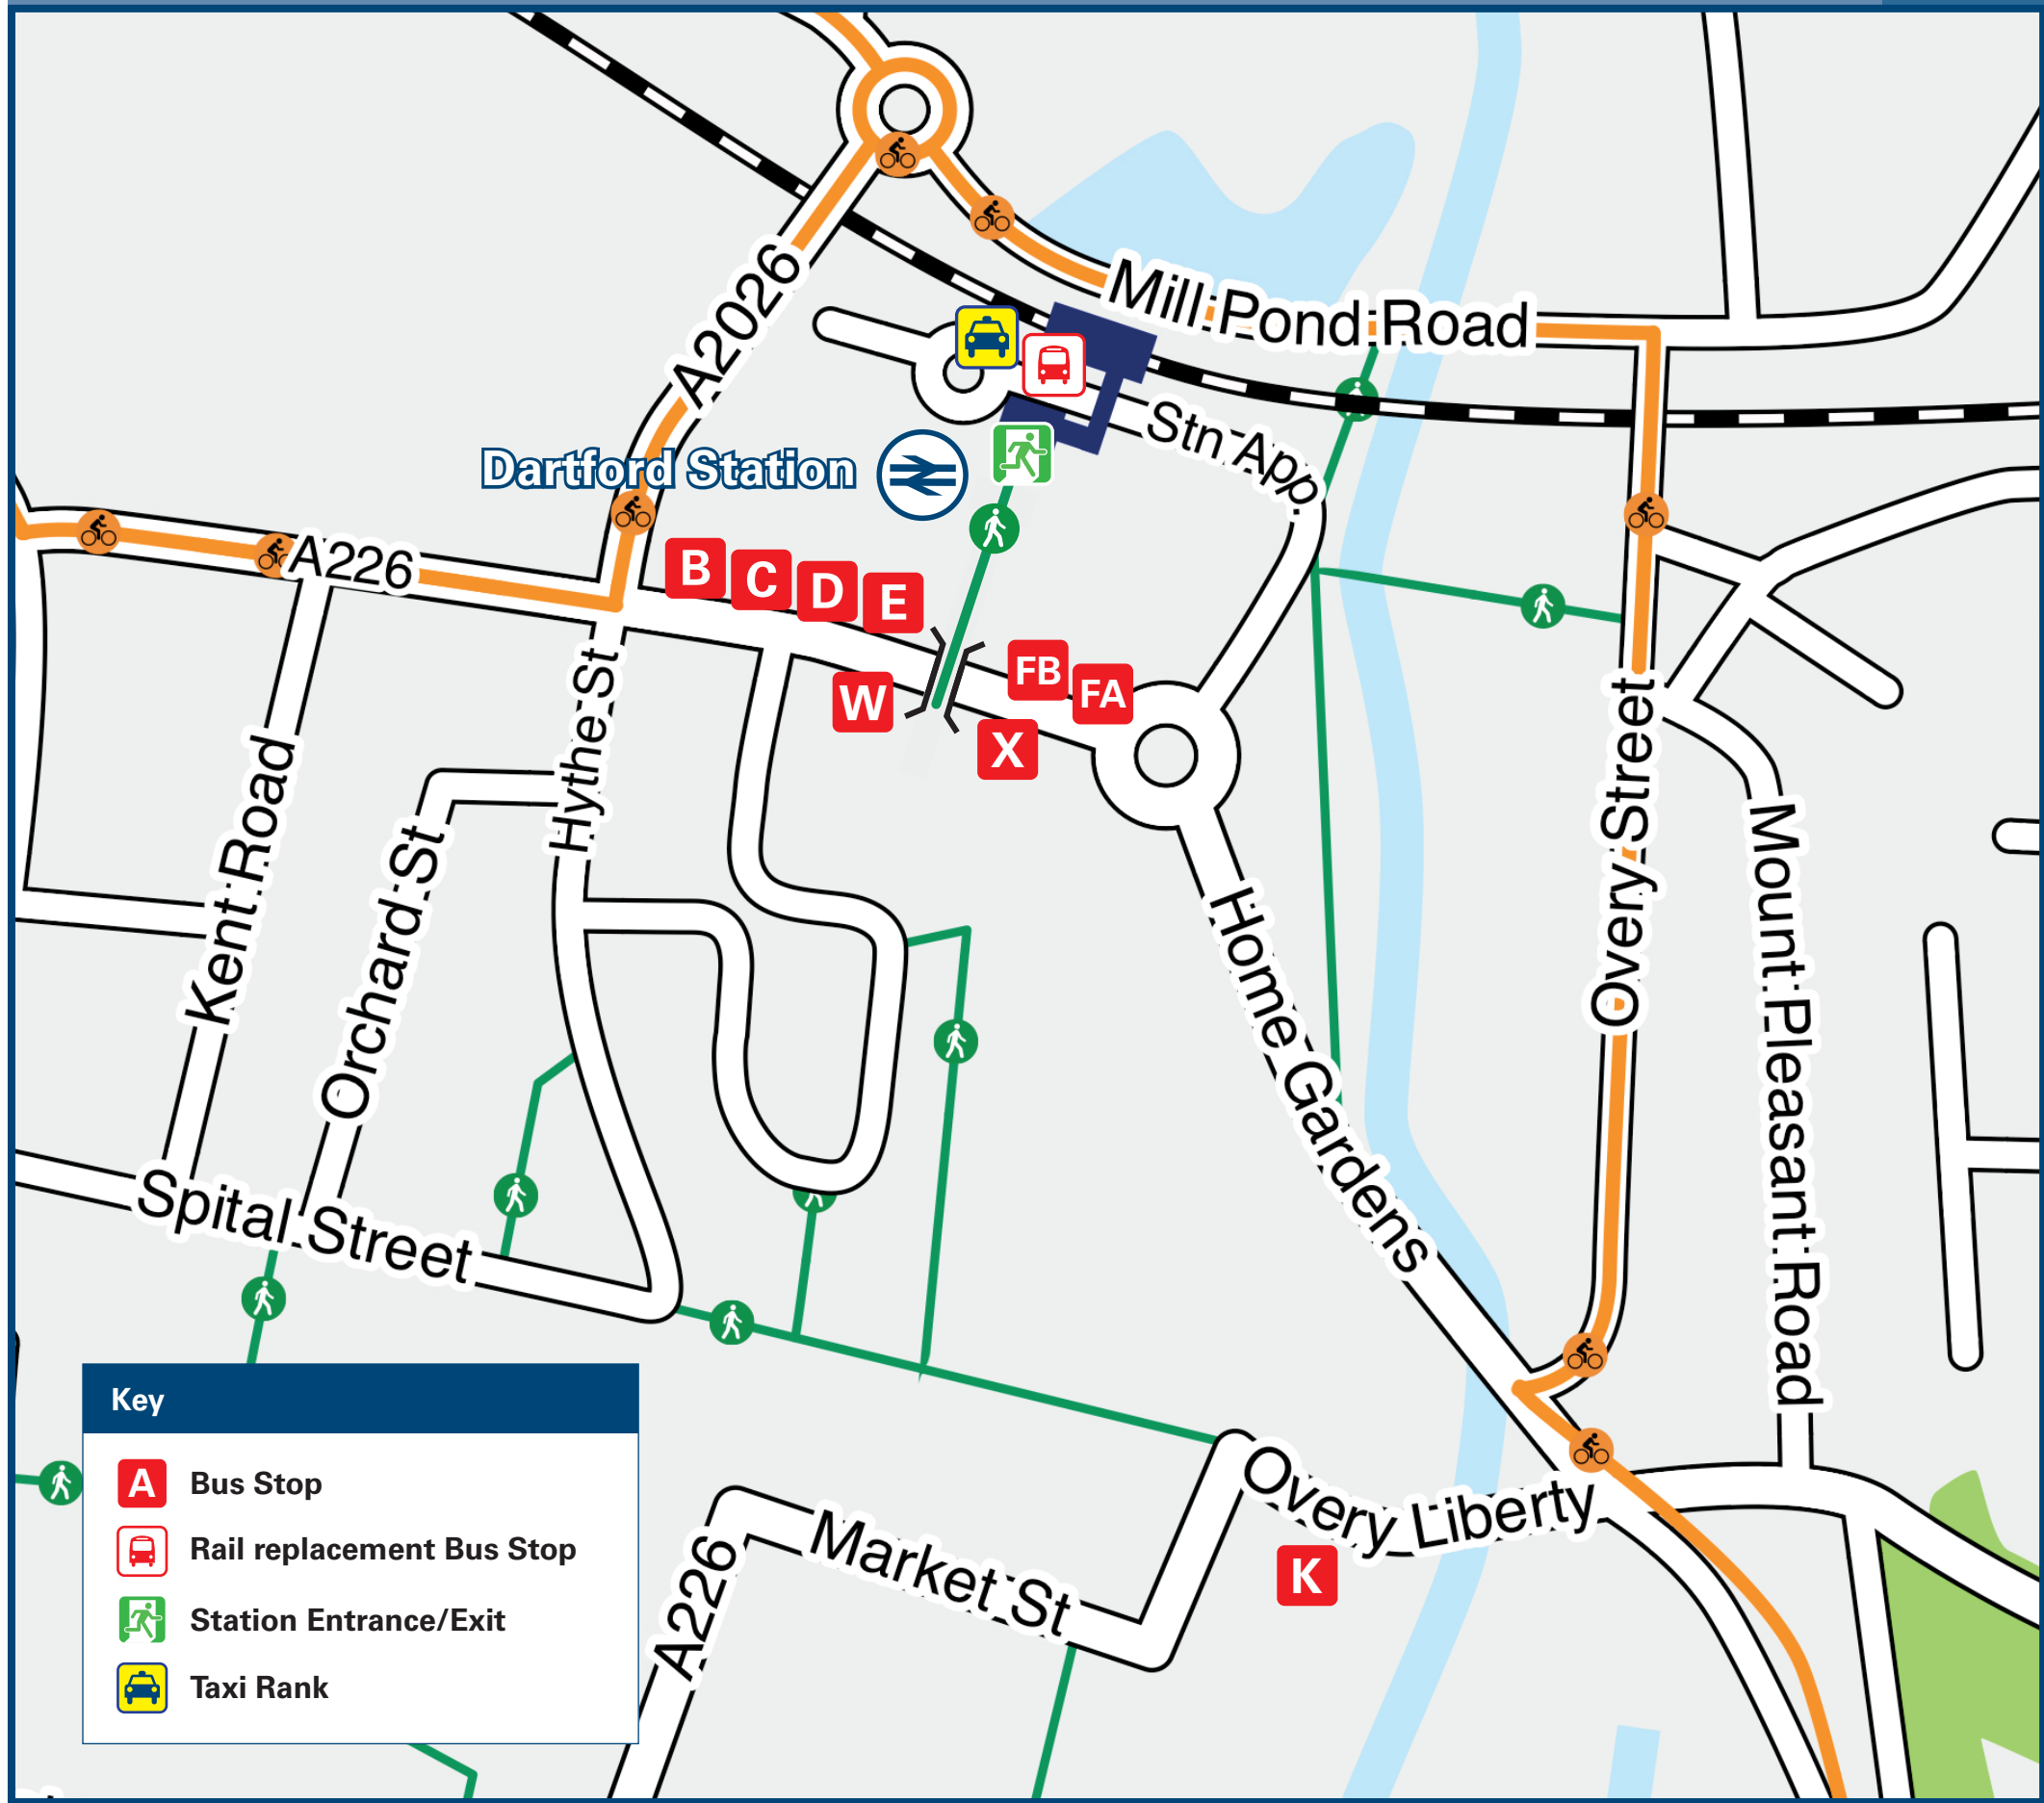 A2026
Mill Pond Road
Stn App.
Dartford Station
A226
B
C
D
E
FB
FA
W
X
Hythe St
Kent Road
Orchard St
Overy Street
Mount Pleasant Road
Home Gardens
Spital Street
Overy Liberty
K
Market St
A226
Key
A Bus Stop
Rail replacement Bus Stop
Station Entrance/Exit
Taxi Rank